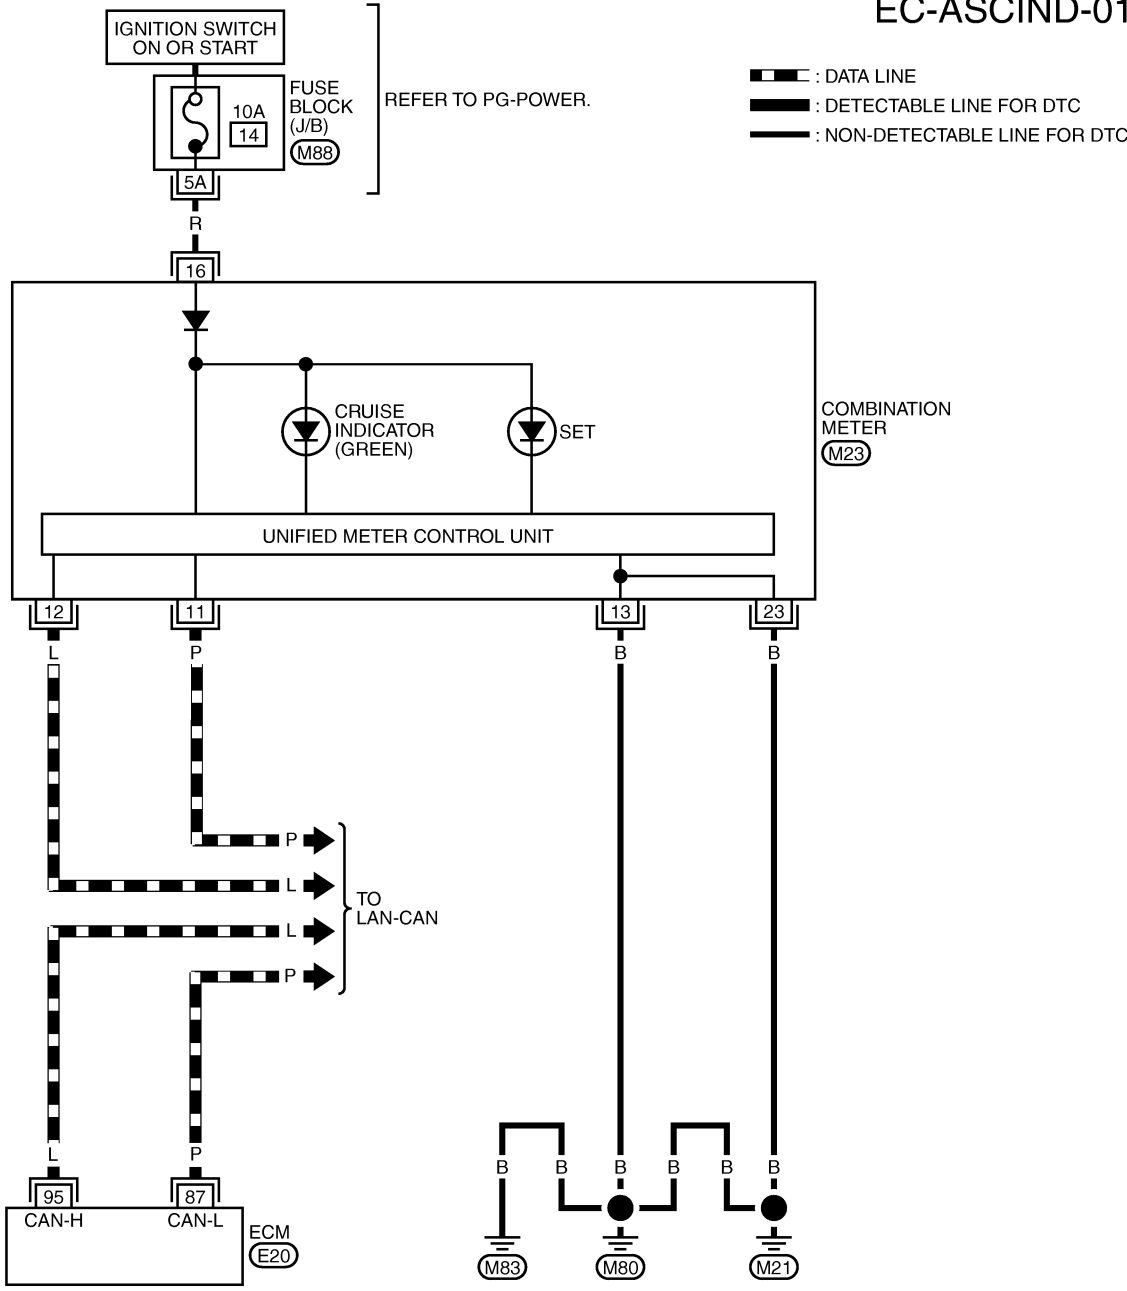 EC-ASCIND-01
IGNITION SWITCH
ON OR START
FUSE
BLOCK
(J/B)
M88
10A
14
5A
REFER TO PG-POWER.
: DATA LINE
: DETECTABLE LINE FOR DTC
: NON-DETECTABLE LINE FOR DTC
R
16
CRUISE
INDICATOR
(GREEN)
SET
COMBINATION
METER
M23
UNIFIED METER CONTROL UNIT
12
11
13
23
L
P
B
B
P
L
L
P
TO
LAN-CAN
L
P
B
B
B
B
B
B
95
87
CAN-H
CAN-L
ECM
E20
M83
M80
M21